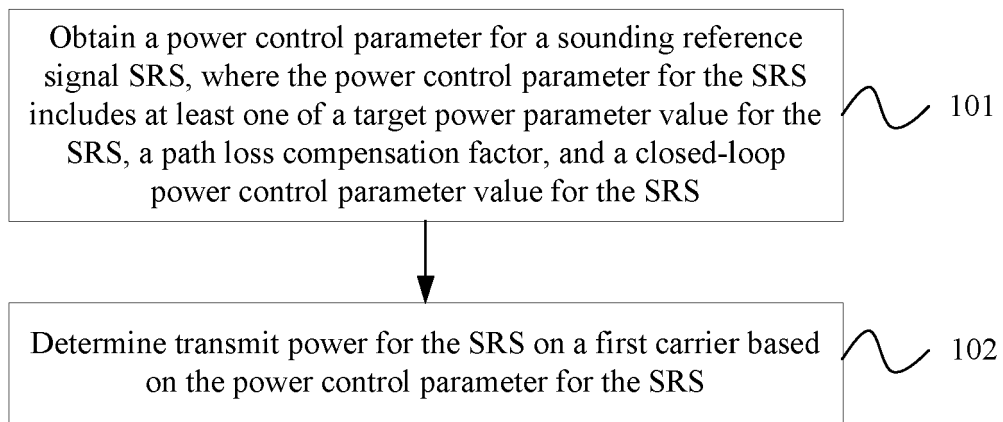 Obtain a power control parameter for a sounding reference
signal SRS, where the power control parameter for the SRS
includes at least one of a target power parameter value for the
SRS, a path loss compensation factor, and a closed-loop
power control parameter value for the SRS
101
Determine transmit power for the SRS on a first carrier based
on the power control parameter for the SRS
102